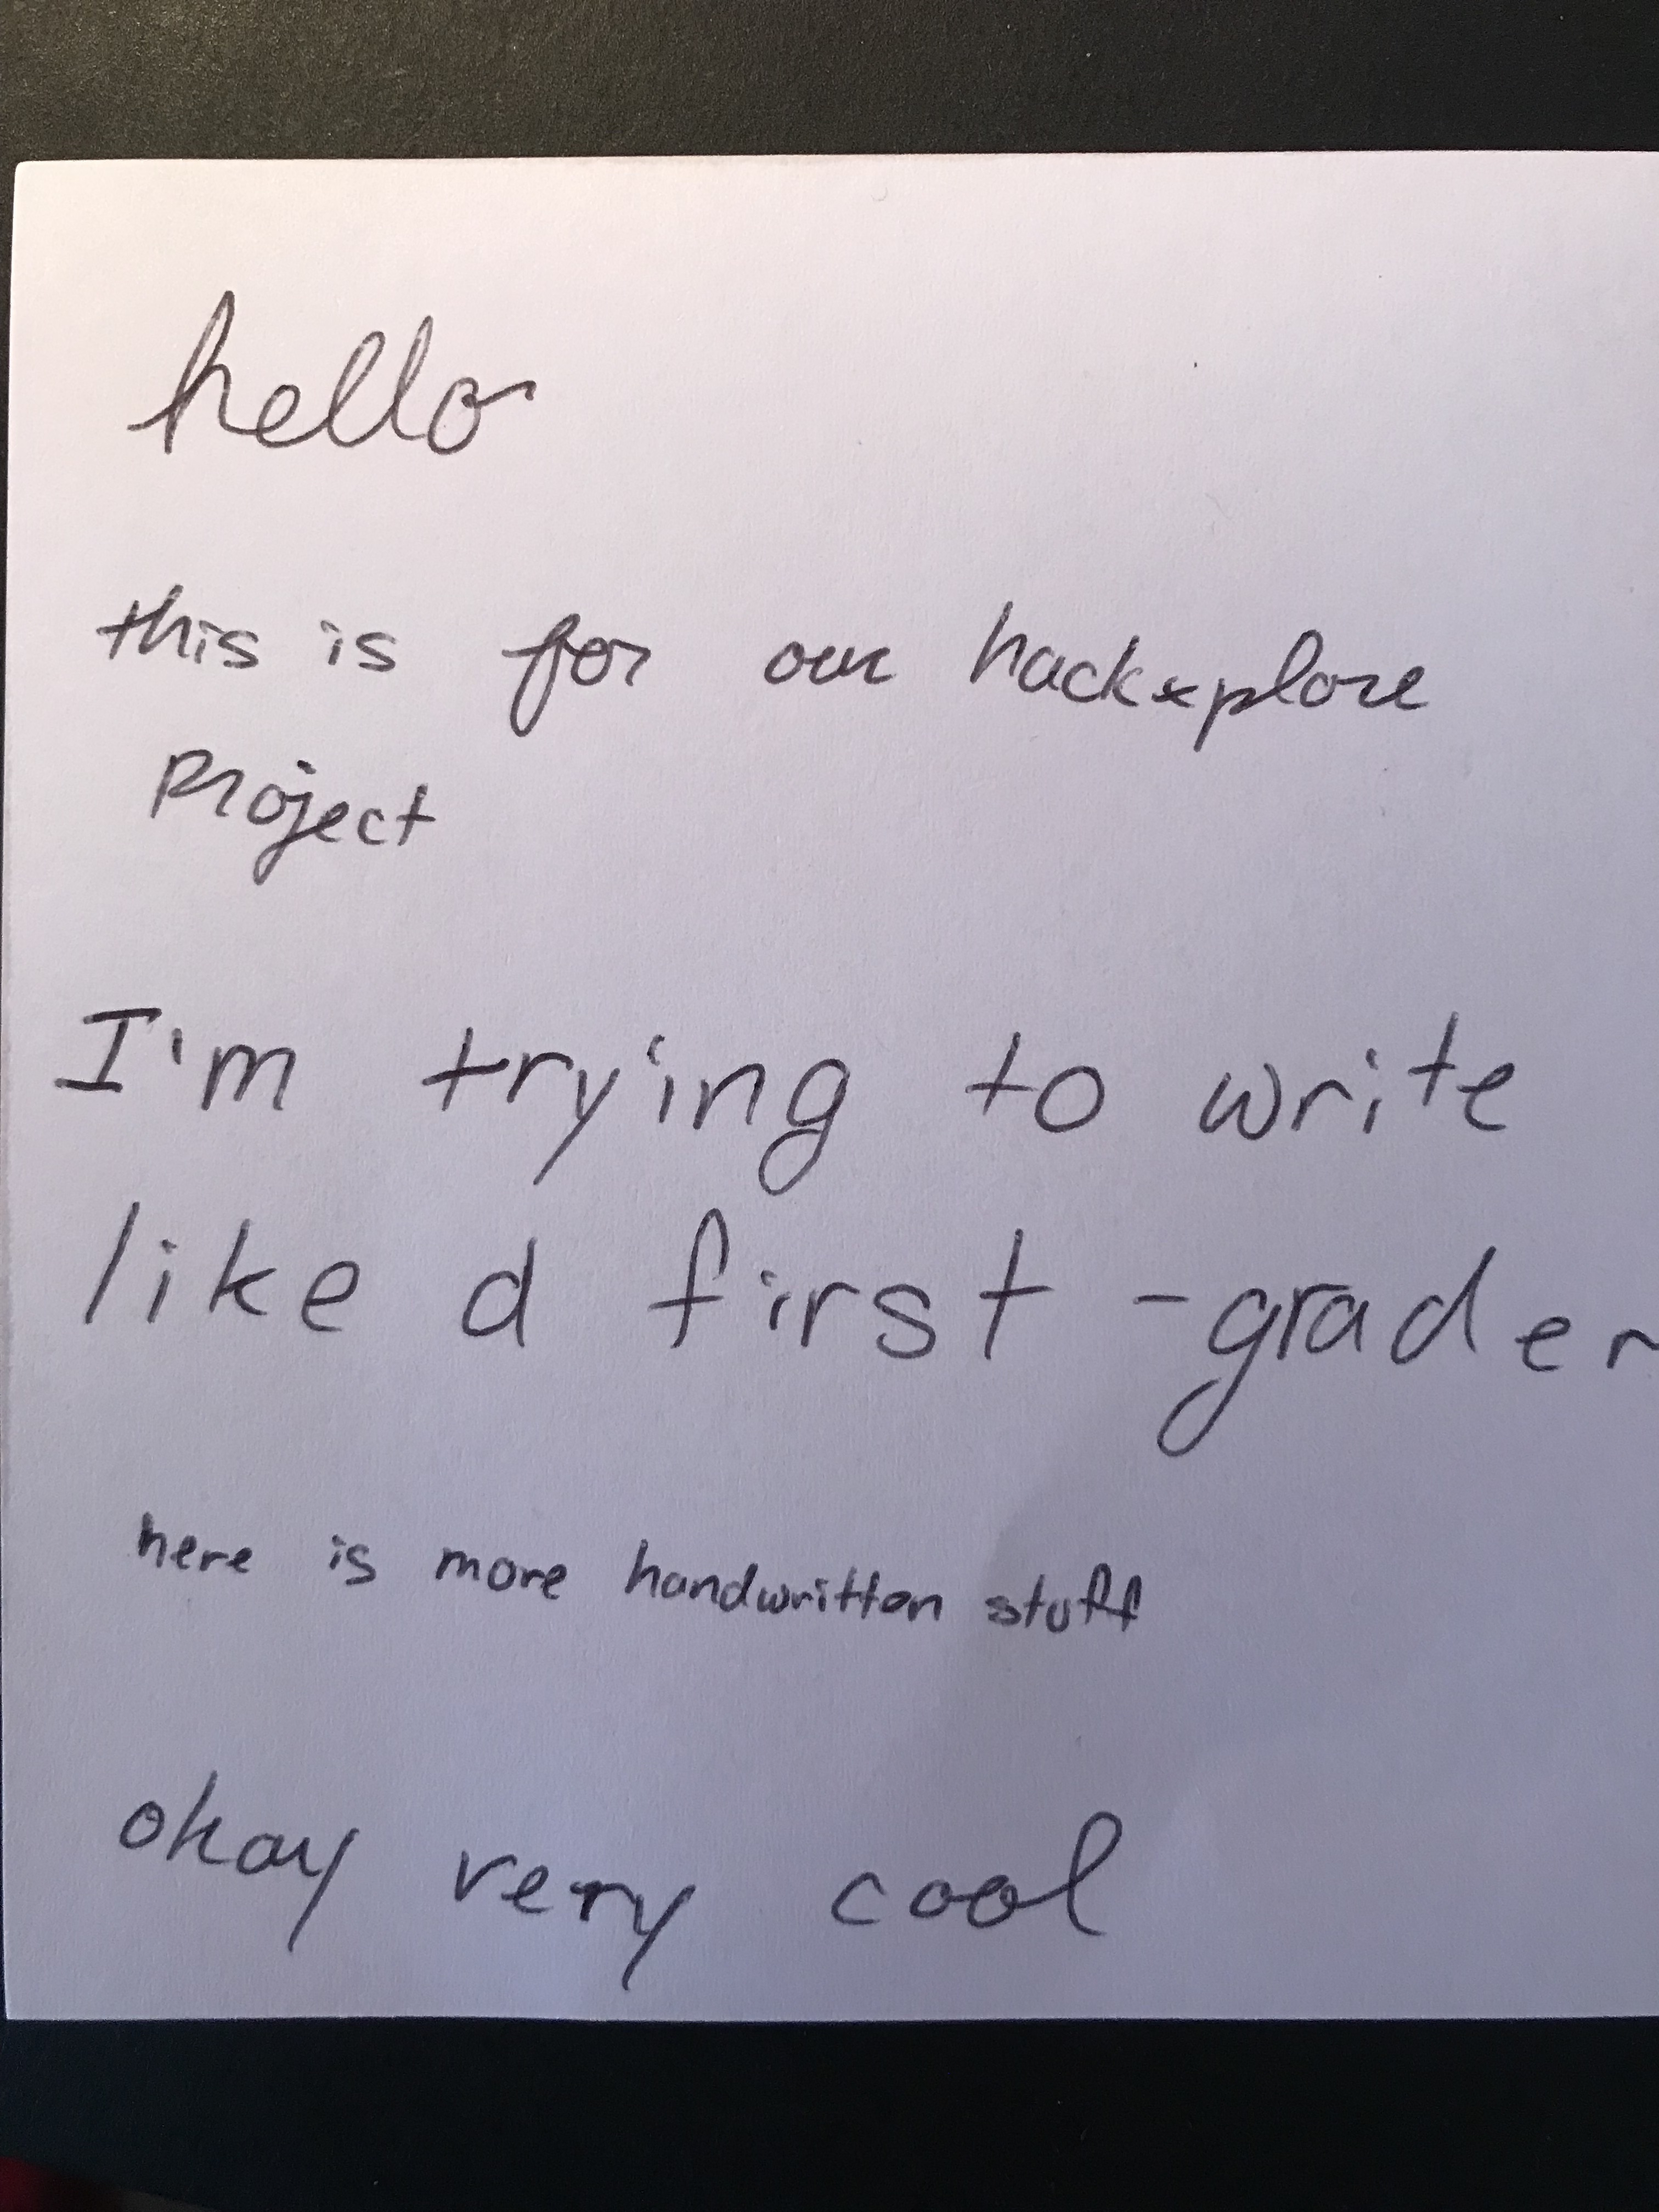 hello
this is for our hackxplore
project
I'm trying to write
like a first-grader
here is more handwritten stuff
okay very cool